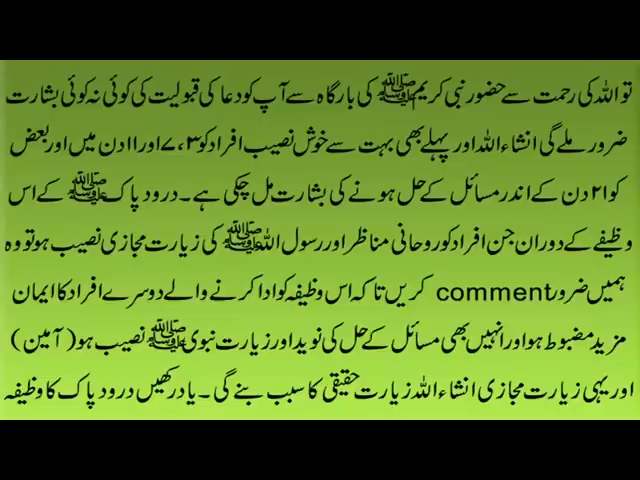 تو اللہ کی رحمت سے حضور نبی کریم ﷺ کی بارگاہ سے آپ کو دعا کی قبولیت کی کوئی نہ کوئی بشارت
ضرور ملے گی انشاء اللہ اور پہلے بھی بہت سے خوش نصیب افراد کو ۳،۷ اور ۱۱ دن میں اور بعض
کو ۲۱ دن کے اندر مسائل کے حل ہونے کی بشارت مل چکی ہے۔ درود پاک ﷺ کے اس
وظیفے کے دوران جن افراد کو روحانی مناظر اور رسول اللہ ﷺ کی زیارت مجازی نصیب ہو تو وہ
ہمیں ضرور comment کریں تاکہ اس وظیفہ کو ادا کرنے والے دوسرے افراد کا ایمان
مزید مضبوط ہو اور انہیں بھی مسائل کے حل کی نوید اور زیارت نبوی ﷺ نصیب ہو (آمین)
اور یہی زیارت مجازی انشاء اللہ زیارت حقیقی کا سبب بنے گی۔ یاد رکھیں درود پاک کا وظیفہ